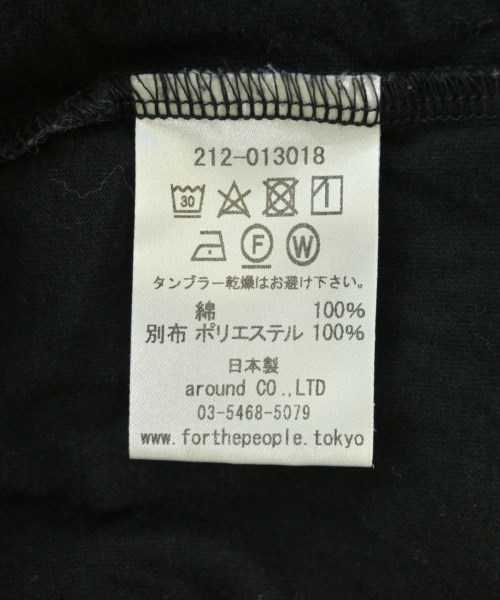 212-013018
30
F W
タンブラー乾燥はお避け下さい。
綿 100%
別布 ポリエステル 100%
日本製
around CO.,LTD
03-5468-5079
www.forthepeople.tokyo